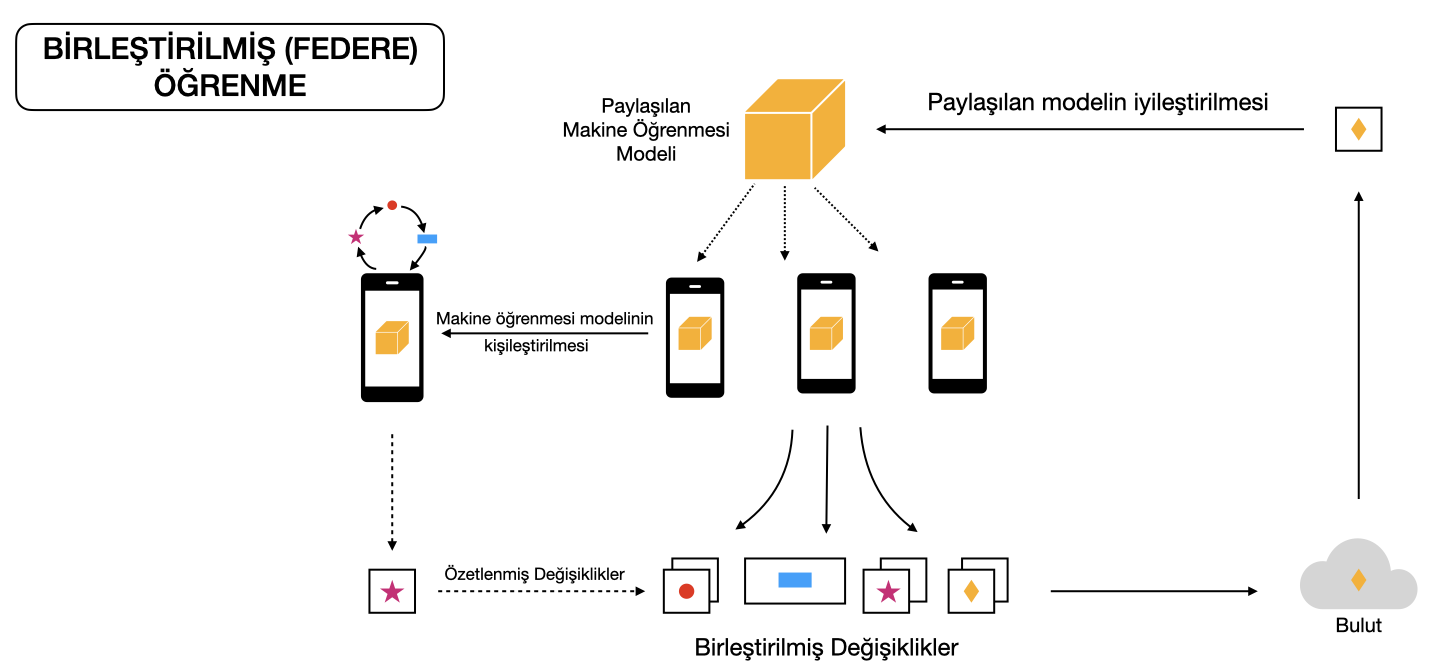 BİRLEŞTİRİLMİŞ (FEDERE)
ÖĞRENME
Paylaşılan
Makine Öğrenmesi
Modeli
Paylaşılan modelin iyileştirilmesi
Makine öğrenmesi modelinin
kişileştirilmesi
Özetlenmiş Değişiklikler
Birleştirilmiş Değişiklikler
Bulut